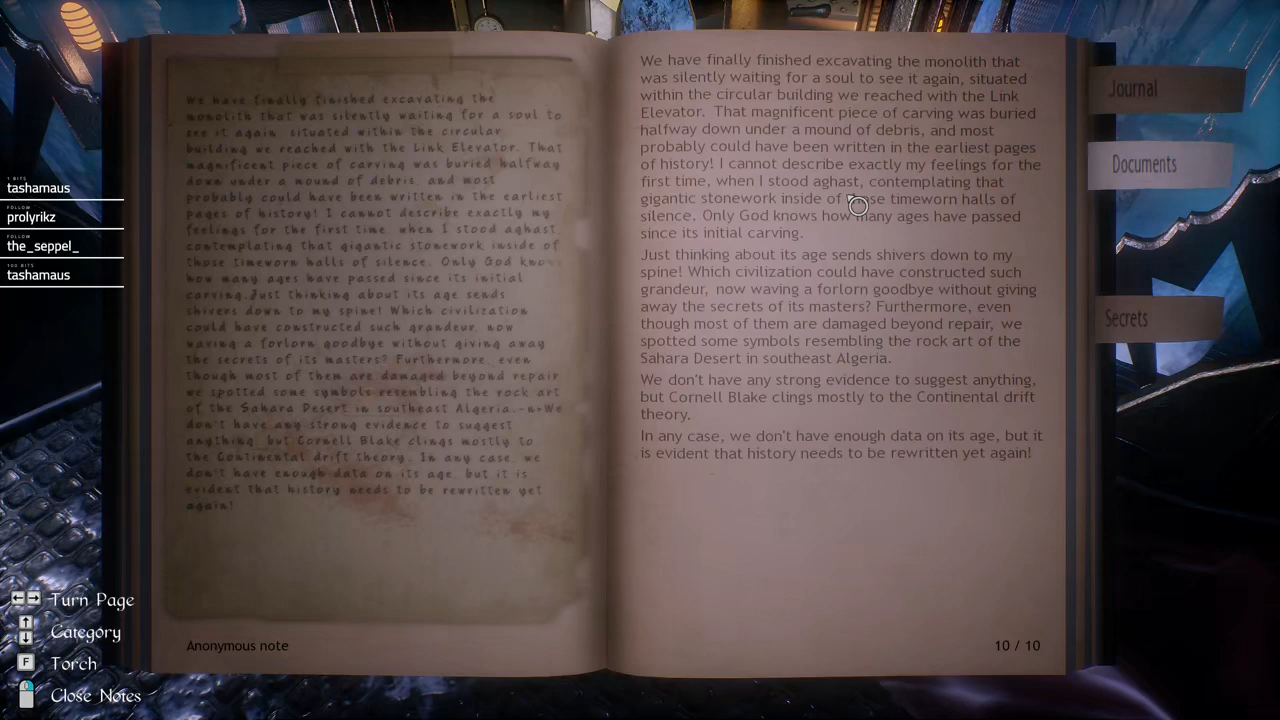 1 BITS
tashamaus
FOLLOW
prolyrikz
FOLLOW
the_seppel_
100 BITS
tashamaus
We have finally finished excavating the
monolith that was silently waiting for a soul to
see it again, situated within the circular
building we reached with the Link Elevator. That
magnificent piece of carving was buried halfway
down under a mound of debris, and most
probably could have been written in the earliest
pages of history! I cannot describe exactly my
feelings for the first time, when I stood aghast,
contemplating that gigantic stonework inside of
those timeworn halls of silence. Only God knows
how many ages have passed since its initial
carving.Just thinking about its age sends
shivers down to my spine! Which civilization
could have constructed such grandeur, now
waving a forlorn goodbye without giving away
the secrets of its masters? Furthermore, even
though most of them are damaged beyond repair,
we spotted some symbols resembling the rock art
of the Sahara Desert in southeast Algeria.-n-We
don't have any strong evidence to suggest
anything, but Cornell Blake clings mostly to
the Continental drift theory. In any case, we
don't have enough data on its age, but it is
evident that history needs to be rewritten yet
again!
Anonymous note
We have finally finished excavating the monolith that
was silently waiting for a soul to see it again, situated
within the circular building we reached with the Link
Elevator.  That magnificent piece of carving was buried
halfway down under a mound of debris, and most
probably could have been written in the earliest pages
of history! I cannot describe exactly my feelings for the
first time, when I stood aghast, contemplating that
gigantic stonework inside of those timeworn halls of
silence. Only God knows how many ages have passed
since its initial carving.
Just thinking about its age sends shivers down to my
spine! Which civilization could have constructed such
grandeur, now waving a forlorn goodbye without giving
away the secrets of its masters? Furthermore, even
though most of them are damaged beyond repair, we
spotted some symbols resembling the rock art of the
Sahara Desert in southeast Algeria.
We don't have any strong evidence to suggest anything,
but Cornell Blake clings mostly to the Continental drift
theory.
In any case, we don't have enough data on its age, but it
is evident that history needs to be rewritten yet again!
10 / 10
Journal
Documents
Secrets
Turn Page
Category
F Torch
Close Notes